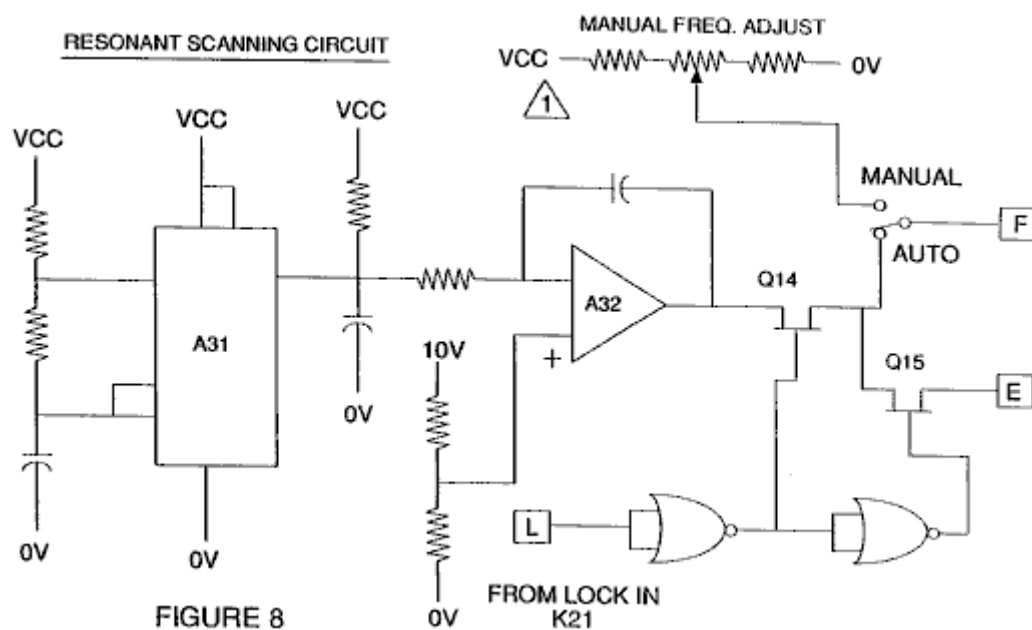 RESONANT SCANNING CIRCUIT
MANUAL FREQ. ADJUST
VCC
0V
1
VCC
VCC
VCC
MANUAL
F
AUTO
A31
A32
Q14
Q15
10V
+
E
0V
L
0V
0V
0V
FROM LOCK IN
K21
FIGURE 8